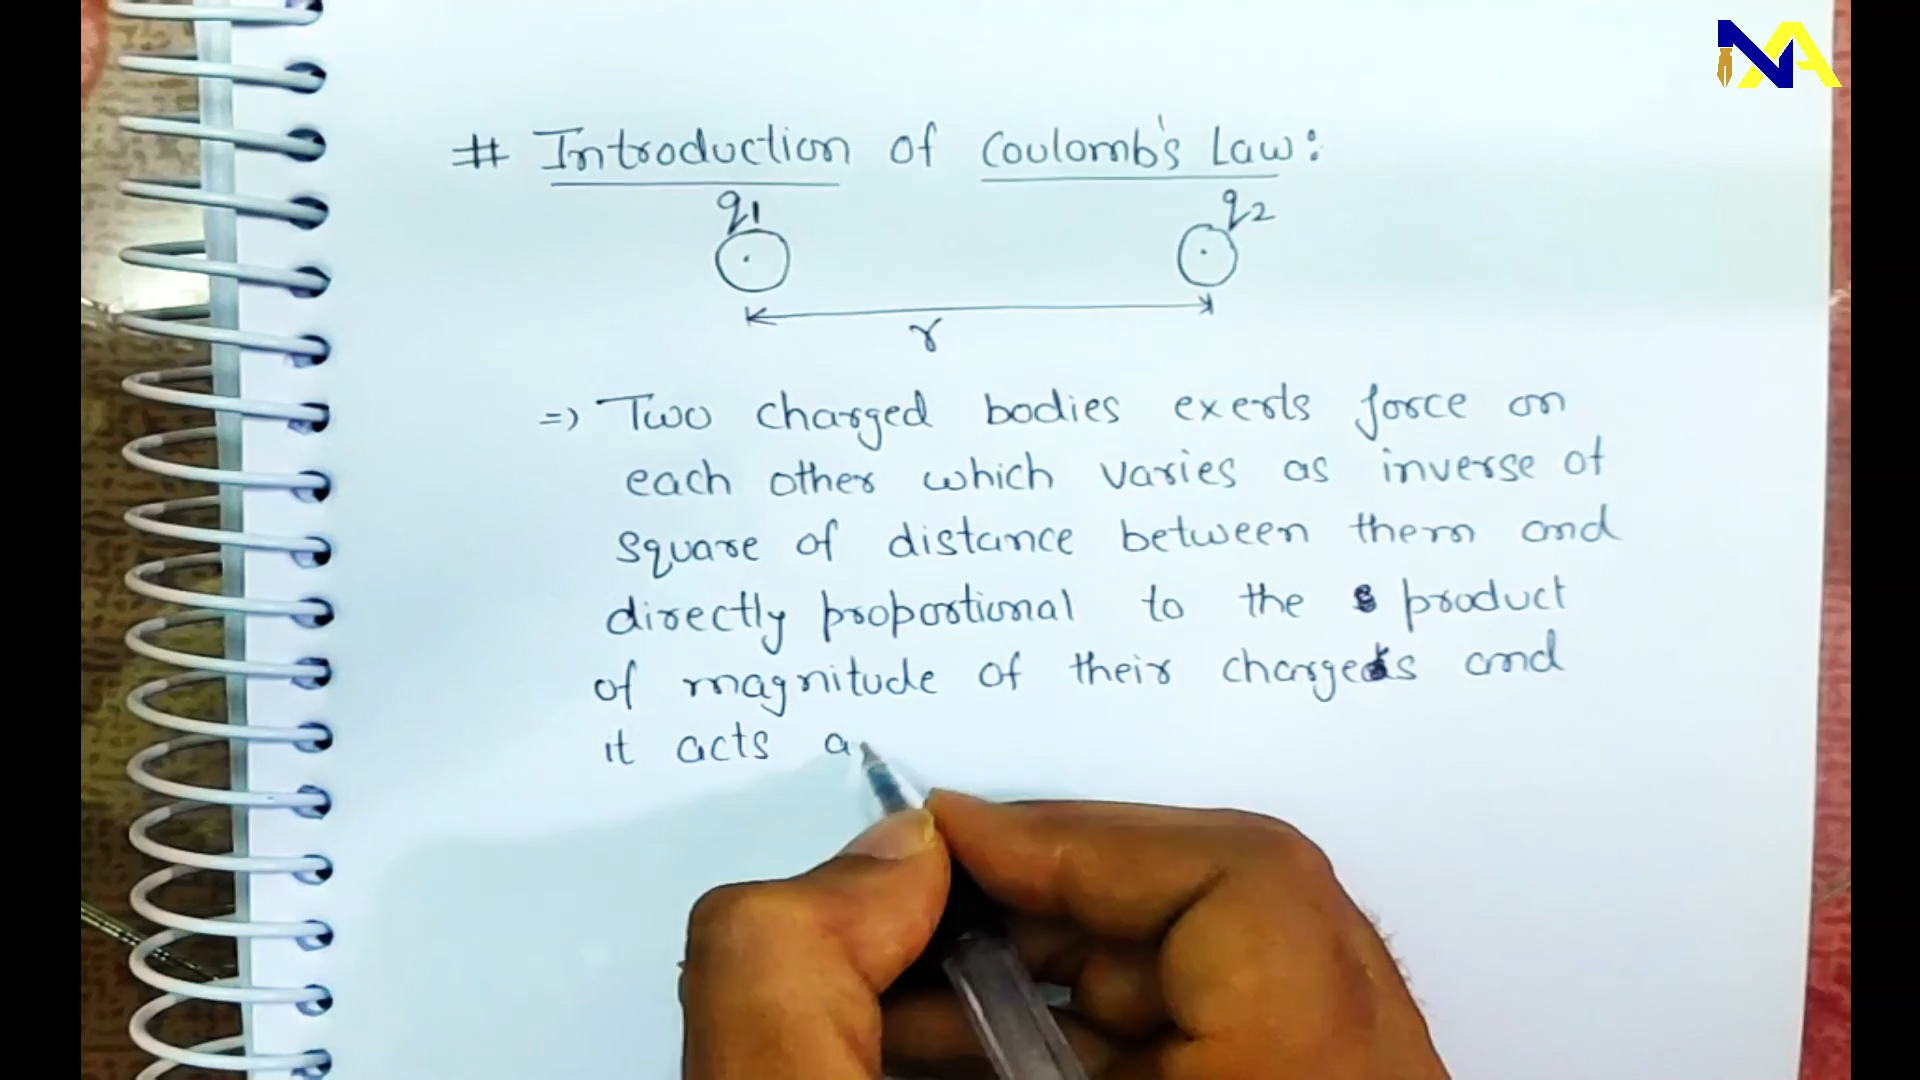 NA
# Introduction of Coulomb's Law:
q1 q2
r
=) Two charged bodies exerts force on
each other which varies as inverse of
square of distance between them and
directly proportional to the product
of magnitude of their charges and
it acts a